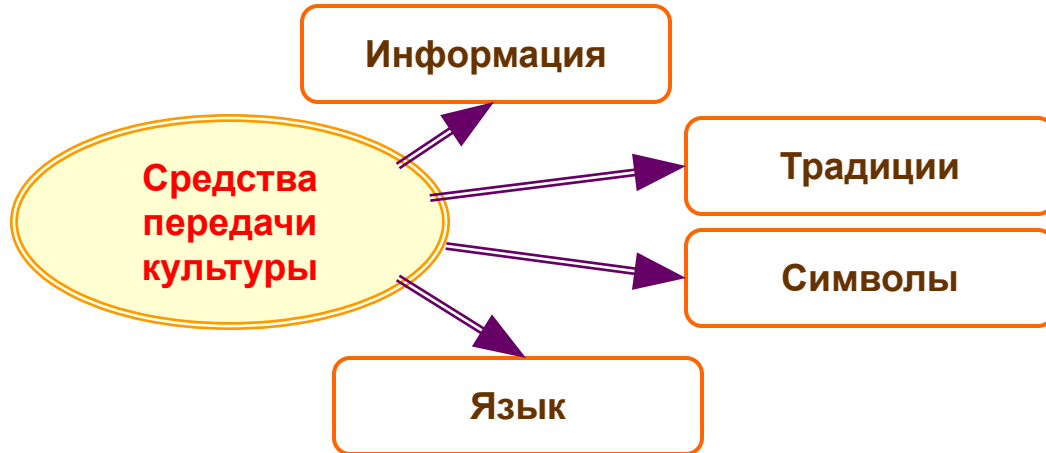 Информация
Средства
передачи
культуры
Традиции
Символы
Язык